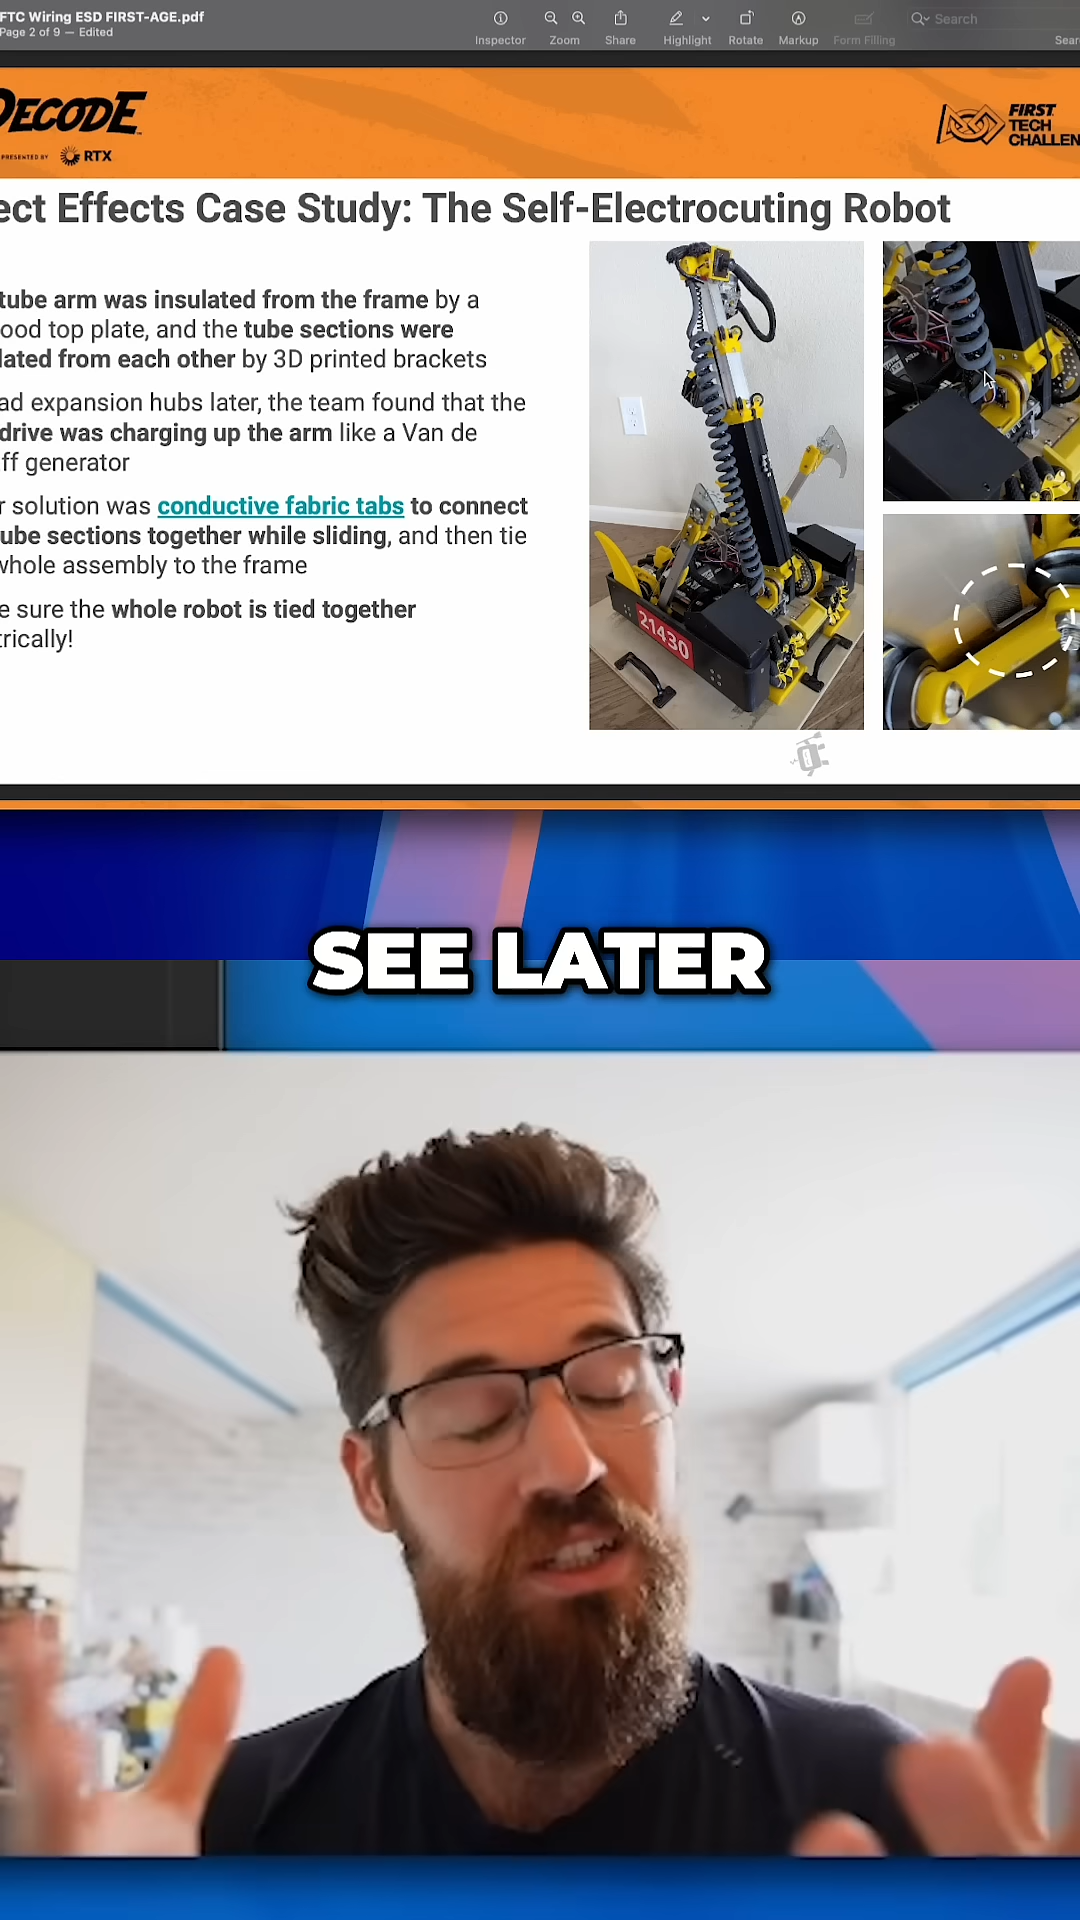 FTC Wiring ESD FIRST-AGE.pdf
Page 2 of 9 — Edited
Inspector
Zoom
Share
Highlight
Rotate
Markup
Form Filling
Search
Sear
DECODE
PRESENTED BY RTX
FIRST
TECH
CHALLEN
ect Effects Case Study: The Self-Electrocuting Robot
tube arm was insulated from the frame by a
ood top plate, and the tube sections were
lated from each other by 3D printed brackets
ad expansion hubs later, the team found that the
drive was charging up the arm like a Van de
ff generator
r solution was conductive fabric tabs to connect
ube sections together while sliding, and then tie
whole assembly to the frame
e sure the whole robot is tied together
trically!
21430
SEE LATER